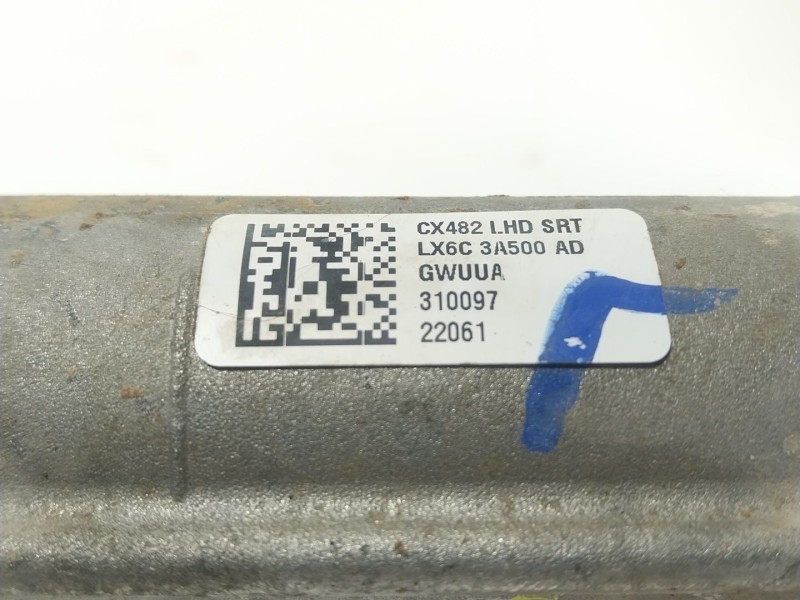 CX482 LHD SRT
LX6C 3A500 AD
GWUUA
310097
22061